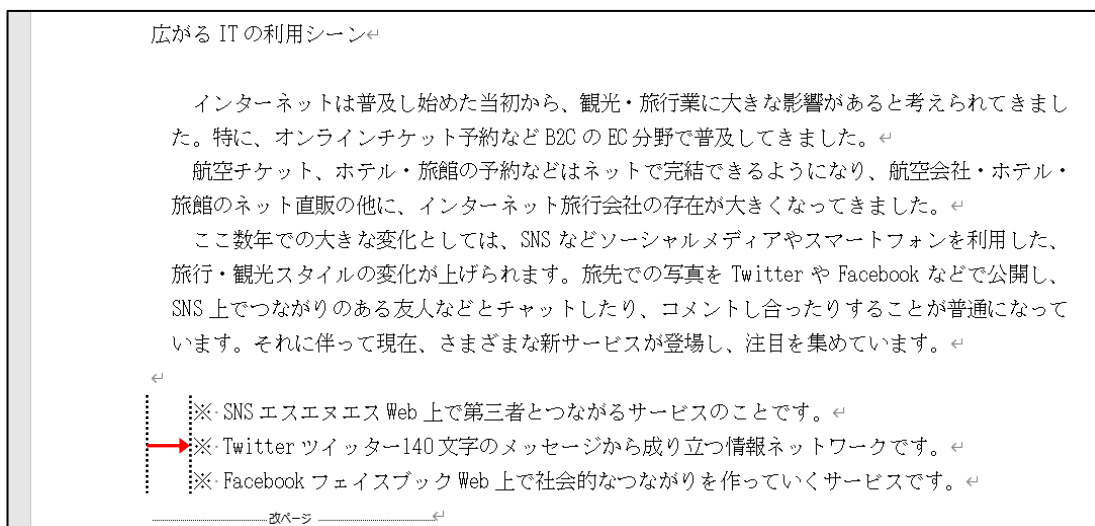 広がる IT の利用シーン↵
インターネットは普及し始めた当初から、観光・旅行業に大きな影響があると考えられてきまし
た。特に、オンラインチケット予約など B2C の EC 分野で普及してきました。↵
航空チケット、ホテル・旅館の予約などはネットで完結できるようになり、航空会社・ホテル・
旅館のネット直販の他に、インターネット旅行会社の存在が大きくなってきました。↵
ここ数年での大きな変化としては、SNS などソーシャルメディアやスマートフォンを利用した、
旅行・観光スタイルの変化が上げられます。旅先での写真を Twitter や Facebook などで公開し、
SNS 上でつながりのある友人などとチャットしたり、コメントし合ったりすることが普通になって
います。それに伴って現在、さまざまな新サービスが登場し、注目を集めています。↵
↵
※ SNS エスエヌエス Web 上で第三者とつながるサービスのことです。↵
※ Twitter ツイッター140 文字のメッセージから成り立つ情報ネットワークです。↵
※ Facebook フェイスブック Web 上で社会的なつながりを作っていくサービスです。↵
改ページ↵